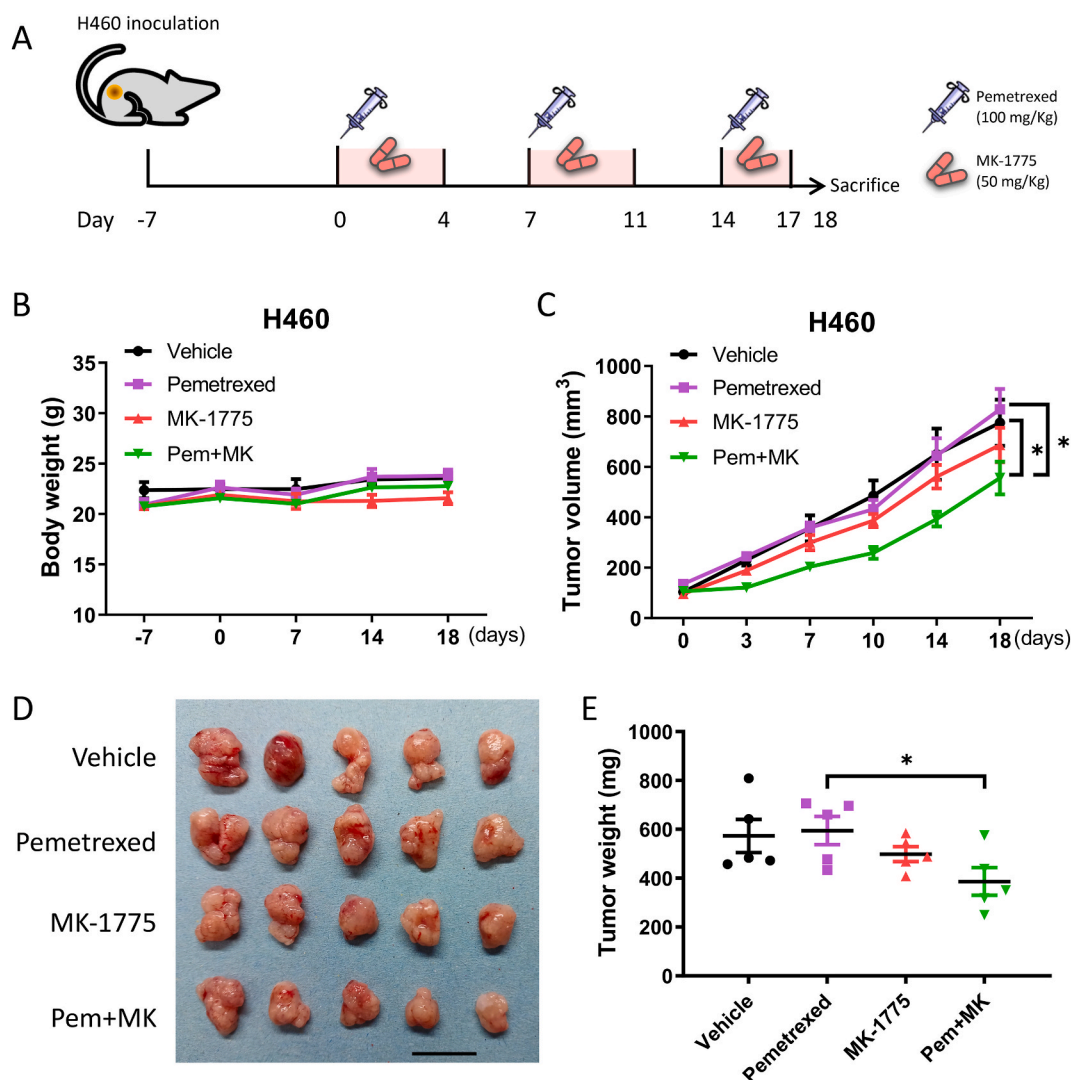 A
H460 inoculation
Pemetrexed
(100 mg/Kg)
MK-1775
(50 mg/Kg)
Sacrifice
Day -7 0 4 7 11 14 17 18
B
H460
Vehicle
Pemetrexed
MK-1775
Pem+MK
Body weight (g)
35
30
25
20
15
10
-7 0 7 14 18 (days)
C
H460
Vehicle
Pemetrexed
MK-1775
Pem+MK
Tumor volume (mm³)
1000
800
600
400
200
0
0 3 7 10 14 18 (days)
*
*
D
Vehicle
Pemetrexed
MK-1775
Pem+MK
E
Tumor weight (mg)
1000
800
600
400
200
0
*
Vehicle
Pemetrexed
MK-1775
Pem+MK